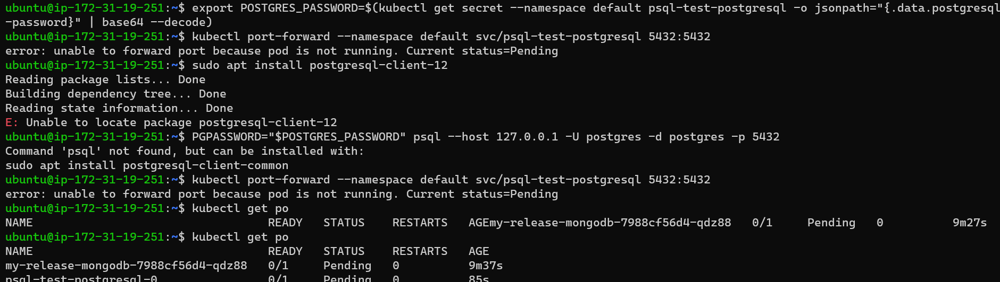 ubuntu@ip-172-31-19-251:~$ export POSTGRES_PASSWORD=$(kubectl get secret --namespace default psql-test-postgresql -o jsonpath="{.data.postgresql
-password}" | base64 --decode)
ubuntu@ip-172-31-19-251:~$ kubectl port-forward --namespace default svc/psql-test-postgresql 5432:5432
error: unable to forward port because pod is not running. Current status=Pending
ubuntu@ip-172-31-19-251:~$ sudo apt install postgresql-client-12
Reading package lists... Done
Building dependency tree... Done
Reading state information... Done
E: Unable to locate package postgresql-client-12
ubuntu@ip-172-31-19-251:~$ PGPASSWORD="$POSTGRES_PASSWORD" psql --host 127.0.0.1 -U postgres -d postgres -p 5432
Command 'psql' not found, but can be installed with:
sudo apt install postgresql-client-common
ubuntu@ip-172-31-19-251:~$ kubectl port-forward --namespace default svc/psql-test-postgresql 5432:5432
error: unable to forward port because pod is not running. Current status=Pending
ubuntu@ip-172-31-19-251:~$ kubectl get po
NAME                                  READY   STATUS    RESTARTS   AGEmy-release-mongodb-7988cf56d4-qdz88   0/1     Pending   0          9m27s
ubuntu@ip-172-31-19-251:~$ kubectl get po
NAME                                  READY   STATUS    RESTARTS   AGE
my-release-mongodb-7988cf56d4-qdz88   0/1     Pending   0          9m37s
psql-test-postgresql-0                0/1     Pending   0          85s